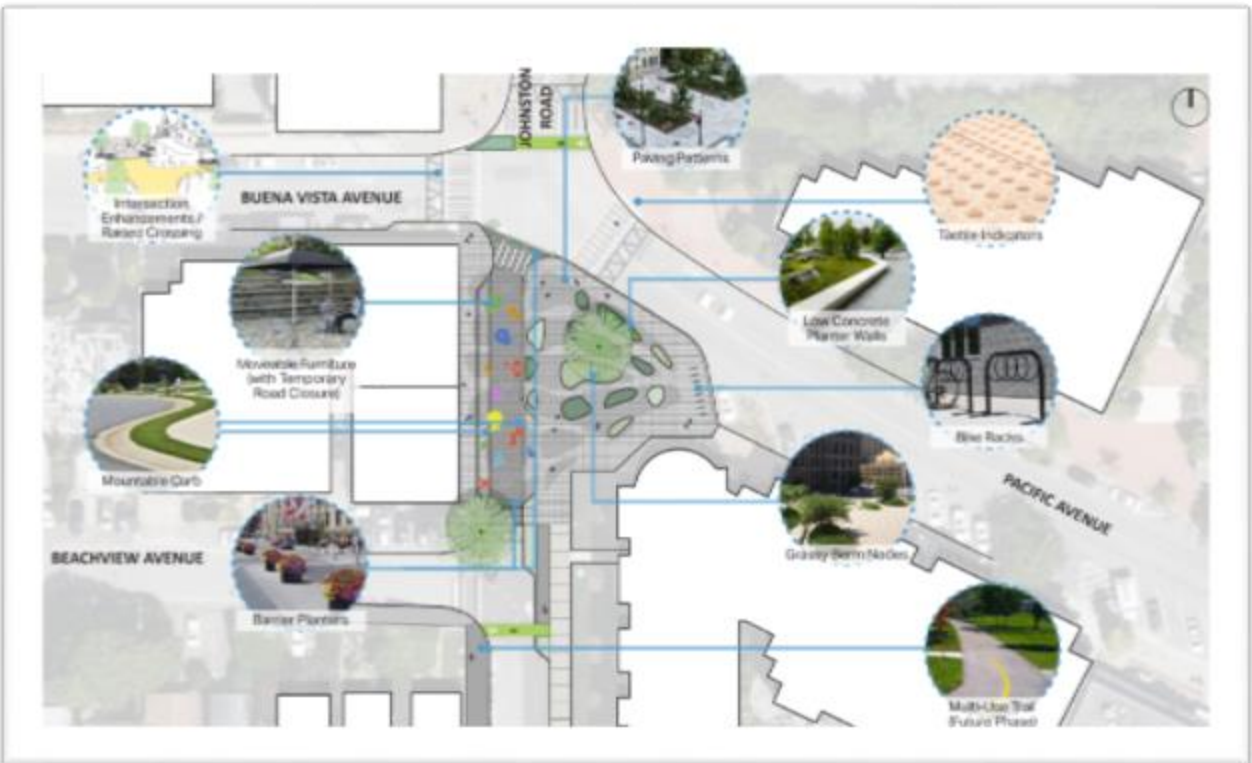 JOHNSTON
ROAD
Paving Patterns
Intersection
Enhancements /
Raised Crossing
BUENA VISTA AVENUE
Tactile Indicators
Low Concrete
Planter Walls
Moveable Furniture
(with Temporary
Road Closure)
Bike Racks
Mountable Curb
PACIFIC AVENUE
BEACHVIEW AVENUE
Grassy Berm Nodes
Barrier Planters
Multi-Use Trail
(Future Phase)